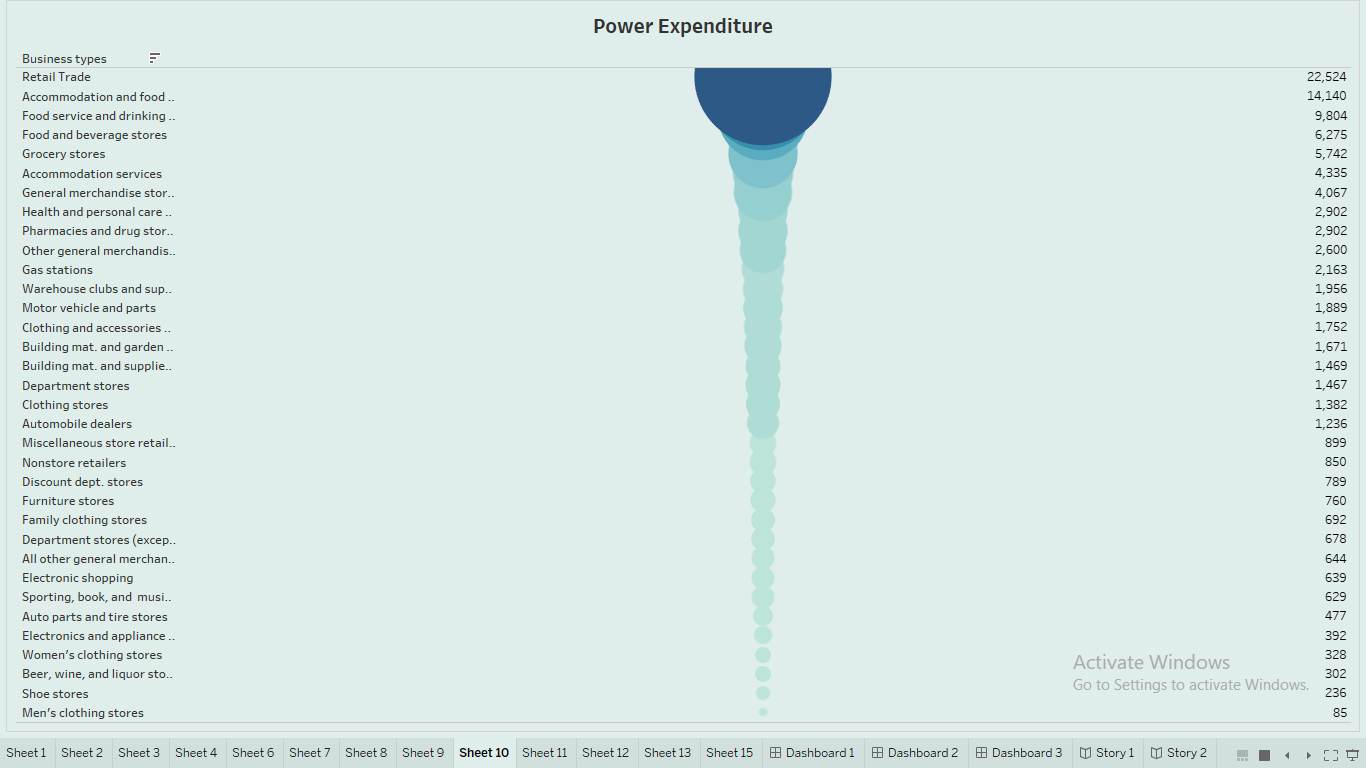 Power Expenditure
Business types
Retail Trade 22,524
Accommodation and food .. 14,140
Food service and drinking .. 9,804
Food and beverage stores 6,275
Grocery stores 5,742
Accommodation services 4,335
General merchandise stor.. 4,067
Health and personal care .. 2,902
Pharmacies and drug stor.. 2,902
Other general merchandis.. 2,600
Gas stations 2,163
Warehouse clubs and sup.. 1,956
Motor vehicle and parts 1,889
Clothing and accessories .. 1,752
Building mat. and garden .. 1,671
Building mat. and supplie.. 1,469
Department stores 1,467
Clothing stores 1,382
Automobile dealers 1,236
Miscellaneous store retail.. 899
Nonstore retailers 850
Discount dept. stores 789
Furniture stores 760
Family clothing stores 692
Department stores (excep.. 678
All other general merchan.. 644
Electronic shopping 639
Sporting, book, and musi.. 629
Auto parts and tire stores 477
Electronics and appliance .. 392
Women’s clothing stores 328
Beer, wine, and liquor sto.. 302
Shoe stores 236
Men’s clothing stores 85
Activate Windows
Go to Settings to activate Windows.
Sheet 1 Sheet 2 Sheet 3 Sheet 4 Sheet 6 Sheet 7 Sheet 8 Sheet 9 Sheet 10 Sheet 11 Sheet 12 Sheet 13 Sheet 15 Dashboard 1 Dashboard 2 Dashboard 3 Story 1 Story 2